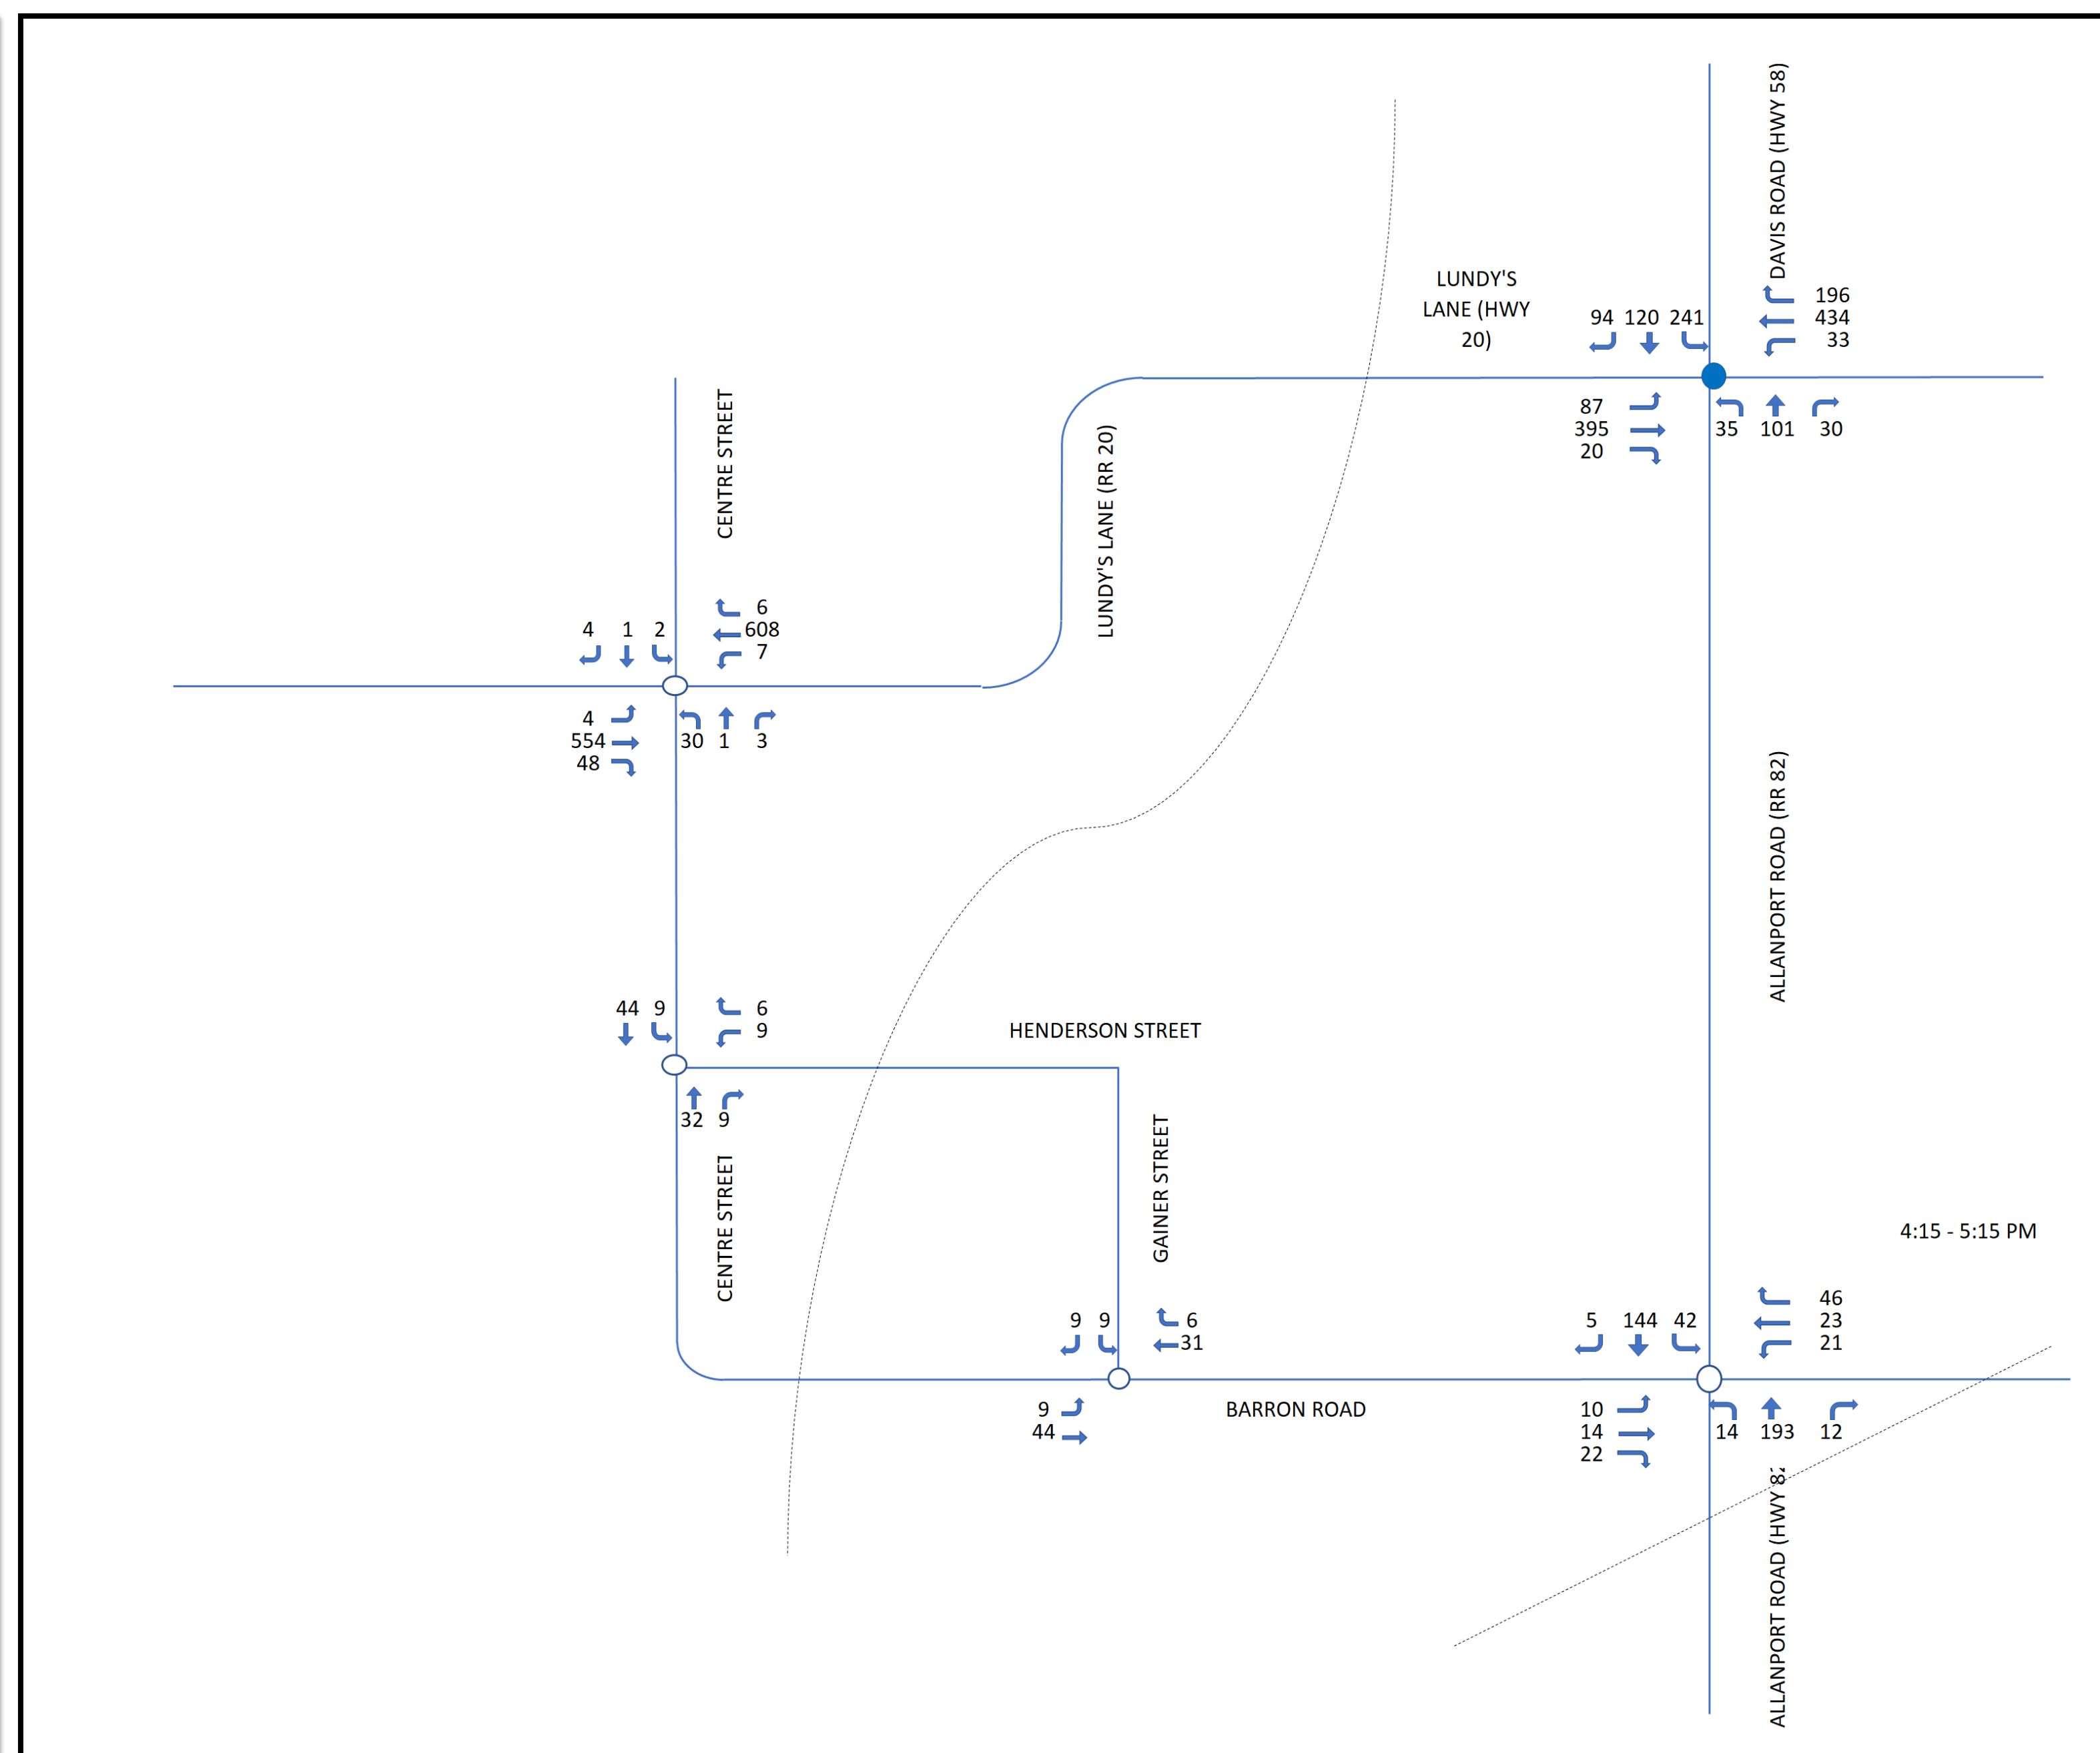 DAVIS ROAD (HWY 58)
LUNDY'S
LANE (HWY
20)
94 120 241
196
434
33
87
395
20
35 101 30
CENTRE STREET
LUNDY'S LANE (RR 20)
4 1 2
6
608
7
4
554
48
30 1 3
ALLANPORT ROAD (RR 82)
44 9
6
9
HENDERSON STREET
32 9
CENTRE STREET
GAINER STREET
4:15 - 5:15 PM
9 9
6
31
9
44
BARRON ROAD
5 144 42
46
23
21
10
14
22
14 193 12
ALLANPORT ROAD (HWY